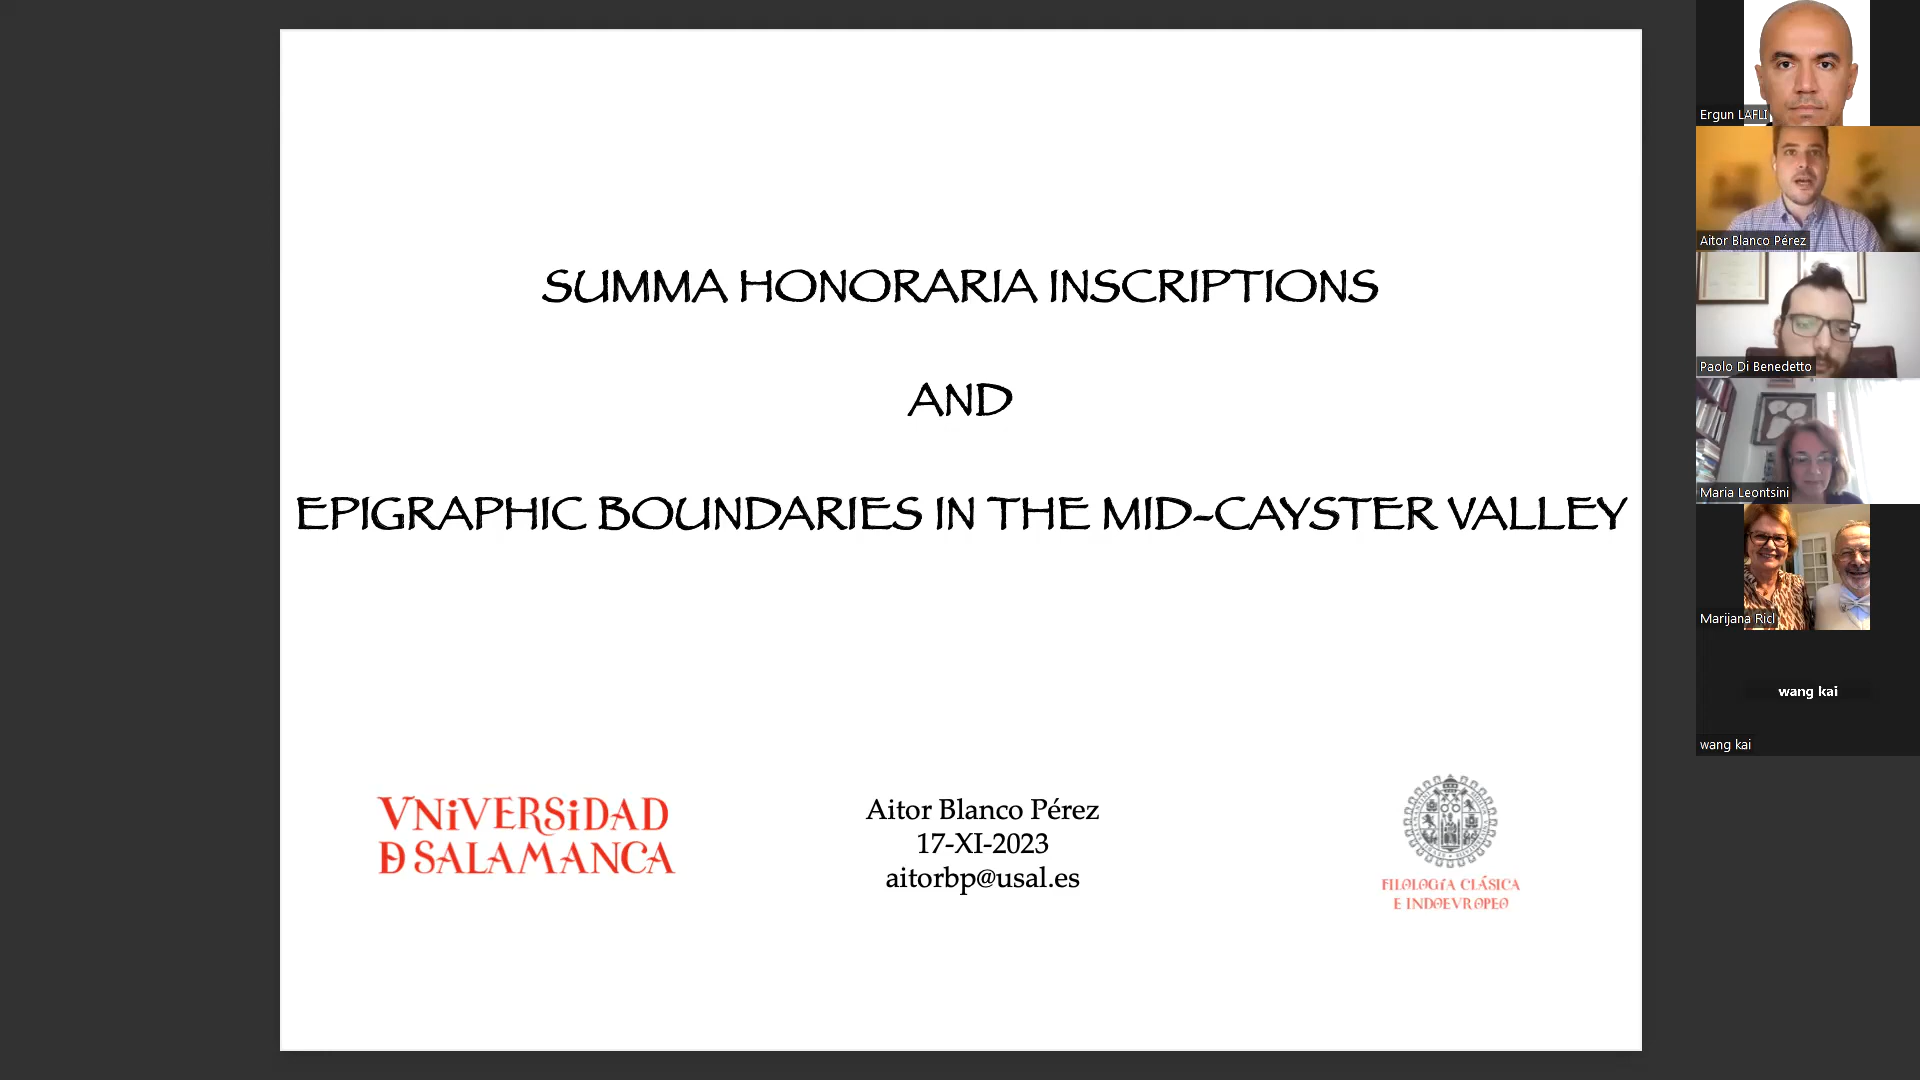 SUMMA HONORARIA INSCRIPTIONS
AND
EPIGRAPHIC BOUNDARIES IN THE MID-CAYSTER VALLEY
VNiVERSiDAD
D SALAMANCA
Aitor Blanco Pérez
17-XI-2023
aitorbp@usal.es
FILOLOGÍA CLÁSICA
E INDOEVROPEO
Ergun LAFLI
Aitor Blanco Pérez
Paolo Di Benedetto
Maria Leontsini
Marijana Ricl
wang kai
wang kai